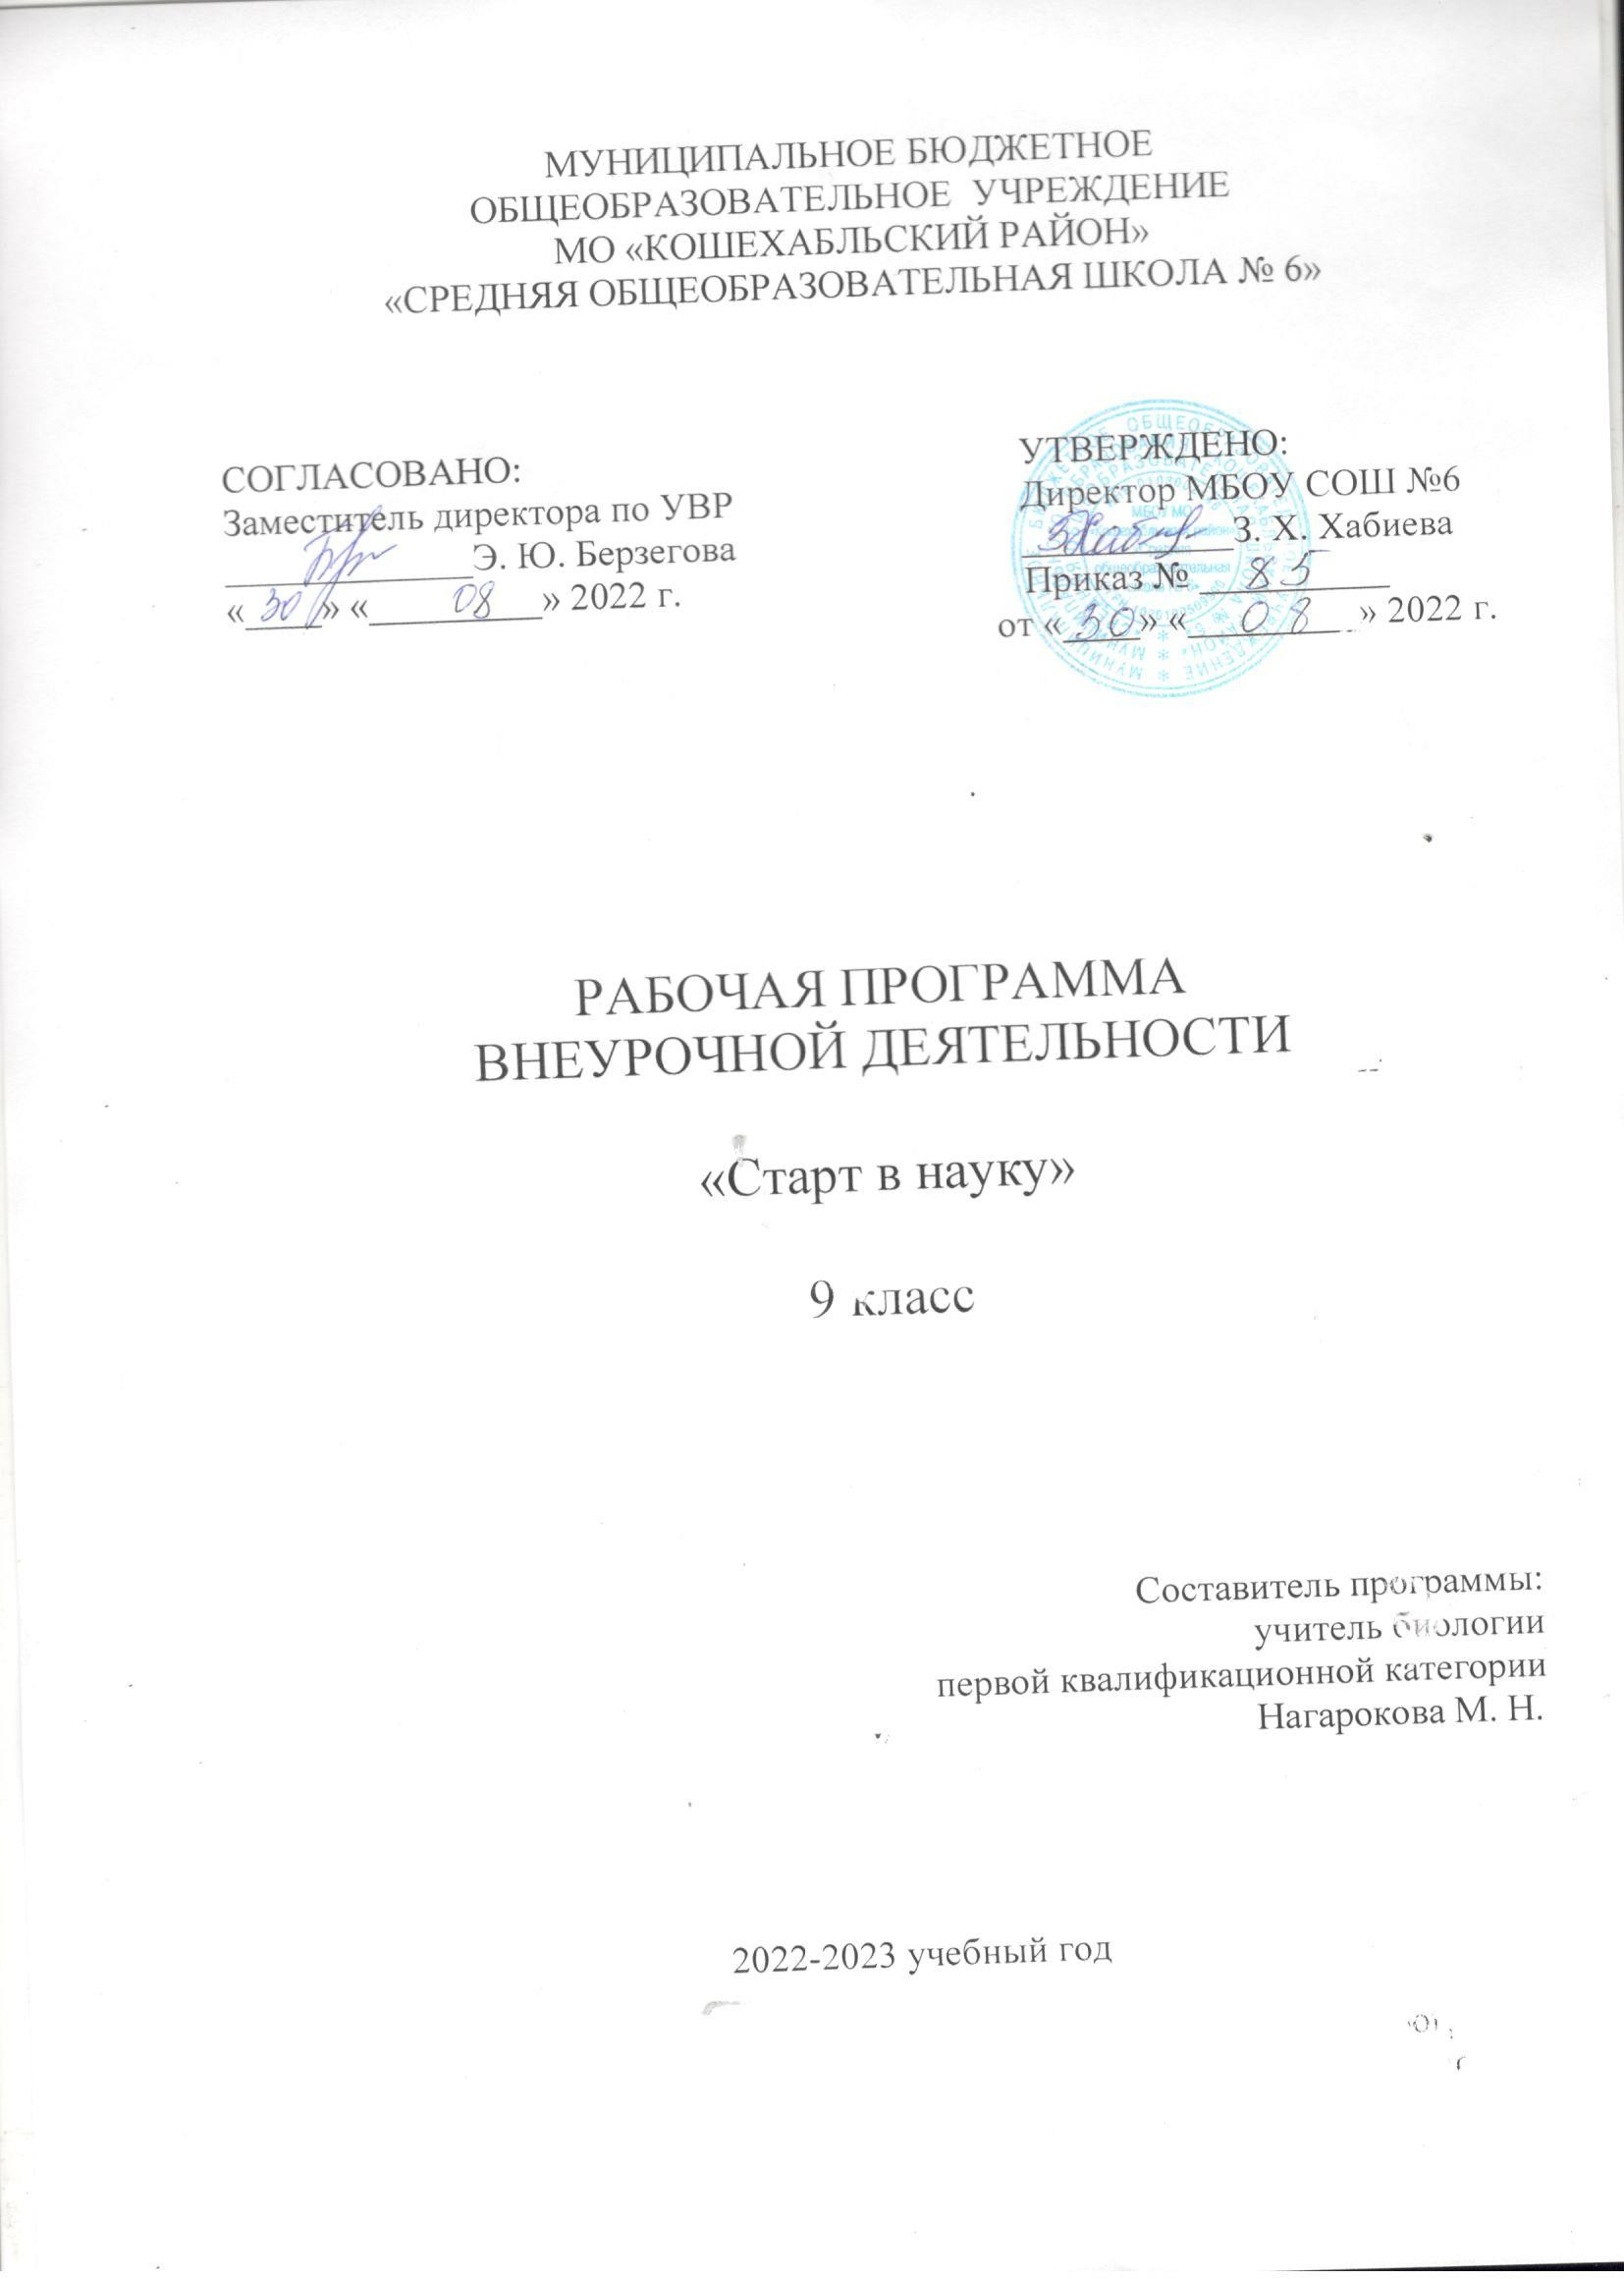 МУНИЦИПАЛЬНОЕ БЮДЖЕТНОЕ
ОБЩЕОБРАЗОВАТЕЛЬНОЕ УЧРЕЖДЕНИЕ
МО «КОШЕХАБЛЬСКИЙ РАЙОН»
«СРЕДНЯЯ ОБЩЕОБРАЗОВАТЕЛЬНАЯ ШКОЛА № 6»
СОГЛАСОВАНО:
Заместитель директора по УВР
Э. Ю. Берзегова
«30» «08» 2022 г.
УТВЕРЖДЕНО:
Директор МБОУ СОШ №6
З. Х. Хабиева
Приказ № 85
от «30» «08» 2022 г.
РАБОЧАЯ ПРОГРАММА
ВНЕУРОЧНОЙ ДЕЯТЕЛЬНОСТИ
«Старт в науку»
9 класс
Составитель программы:
учитель биологии
первой квалификационной категории
Нагарокова М. Н.
2022-2023 учебный год